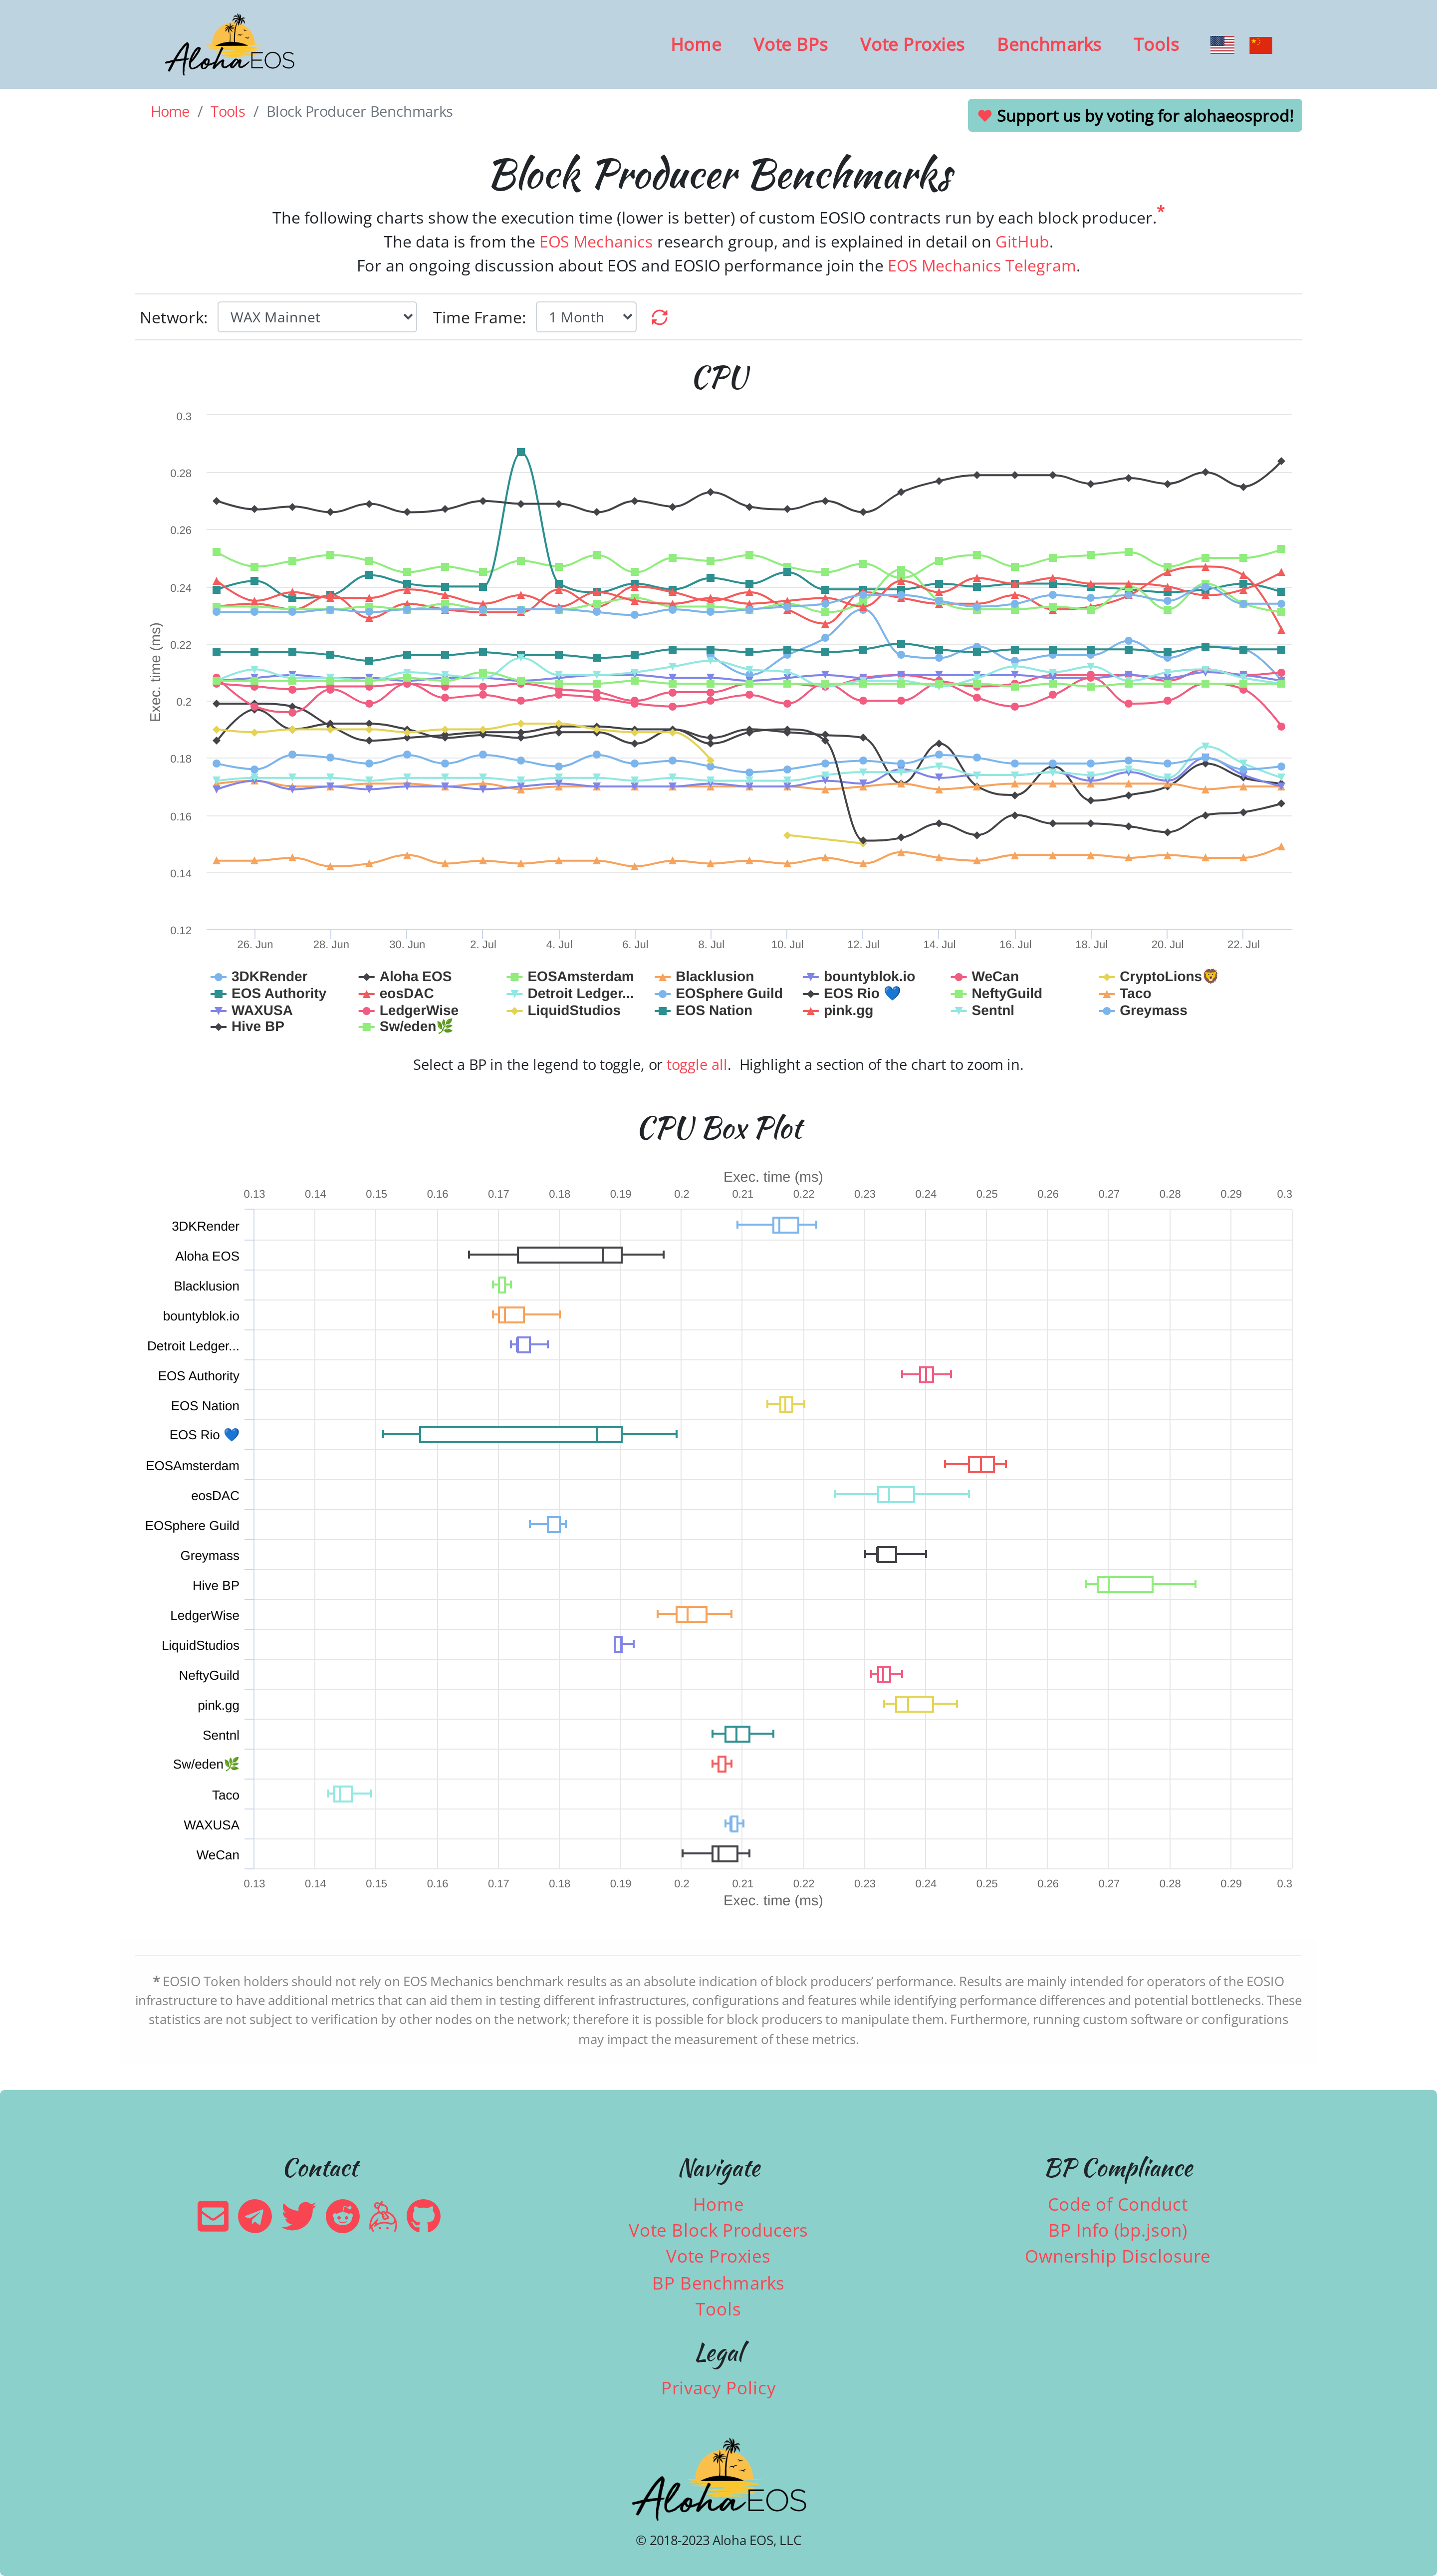 Aloha EOS
Home Vote BPs Vote Proxies Benchmarks Tools
Home / Tools / Block Producer Benchmarks
Support us by voting for alohaeosprod!
Block Producer Benchmarks
The following charts show the execution time (lower is better) of custom EOSIO contracts run by each block producer.*
The data is from the EOS Mechanics research group, and is explained in detail on GitHub.
For an ongoing discussion about EOS and EOSIO performance join the EOS Mechanics Telegram.
Network: WAX Mainnet Time Frame: 1 Month
CPU
Exec. time (ms)
0.3
0.28
0.26
0.24
0.22
0.2
0.18
0.16
0.14
0.12
26. Jun 28. Jun 30. Jun 2. Jul 4. Jul 6. Jul 8. Jul 10. Jul 12. Jul 14. Jul 16. Jul 18. Jul 20. Jul 22. Jul
3DKRender Aloha EOS EOSAmsterdam Blacklusion bountyblok.io WeCan CryptoLions🦁
EOS Authority eosDAC Detroit Ledger... EOSphere Guild EOS Rio 💙 NeftyGuild Taco
WAXUSA LedgerWise LiquidStudios EOS Nation pink.gg Sentnl Greymass
Hive BP Sw/eden🌿
Select a BP in the legend to toggle, or toggle all. Highlight a section of the chart to zoom in.
CPU Box Plot
Exec. time (ms)
0.13 0.14 0.15 0.16 0.17 0.18 0.19 0.2 0.21 0.22 0.23 0.24 0.25 0.26 0.27 0.28 0.29 0.3
3DKRender
Aloha EOS
Blacklusion
bountyblok.io
Detroit Ledger...
EOS Authority
EOS Nation
EOS Rio 💙
EOSAmsterdam
eosDAC
EOSphere Guild
Greymass
Hive BP
LedgerWise
LiquidStudios
NeftyGuild
pink.gg
Sentnl
Sw/eden🌿
Taco
WAXUSA
WeCan
0.13 0.14 0.15 0.16 0.17 0.18 0.19 0.2 0.21 0.22 0.23 0.24 0.25 0.26 0.27 0.28 0.29 0.3
Exec. time (ms)
* EOSIO Token holders should not rely on EOS Mechanics benchmark results as an absolute indication of block producers' performance. Results are mainly intended for operators of the EOSIO
infrastructure to have additional metrics that can aid them in testing different infrastructures, configurations and features while identifying performance differences and potential bottlenecks. These
statistics are not subject to verification by other nodes on the network; therefore it is possible for block producers to manipulate them. Furthermore, running custom software or configurations
may impact the measurement of these metrics.
Contact
Navigate
Home
Vote Block Producers
Vote Proxies
BP Benchmarks
Tools
Legal
Privacy Policy
BP Compliance
Code of Conduct
BP Info (bp.json)
Ownership Disclosure
Aloha EOS
© 2018-2023 Aloha EOS, LLC